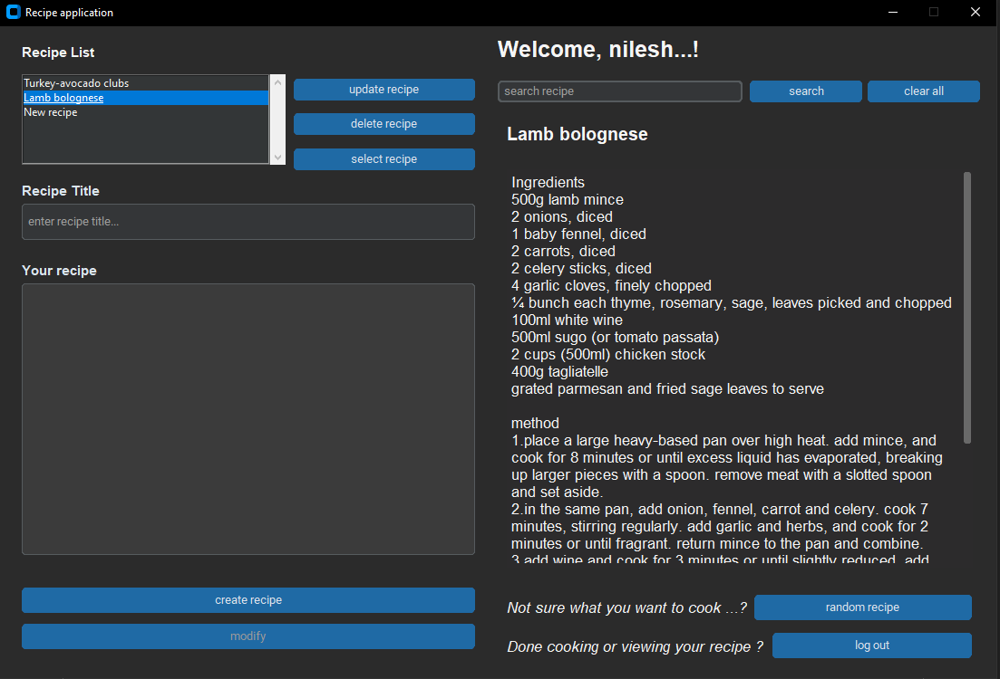 Recipe application
Recipe List
Turkey-avocado clubs
Lamb bolognese
New recipe
update recipe
delete recipe
select recipe
Recipe Title
enter recipe title...
Your recipe
create recipe
modify
Welcome, nilesh...!
search recipe
search
clear all
Lamb bolognese
Ingredients
500g lamb mince
2 onions, diced
1 baby fennel, diced
2 carrots, diced
2 celery sticks, diced
4 garlic cloves, finely chopped
¼ bunch each thyme, rosemary, sage, leaves picked and chopped
100ml white wine
500ml sugo (or tomato passata)
2 cups (500ml) chicken stock
400g tagliatelle
grated parmesan and fried sage leaves to serve
method
1.place a large heavy-based pan over high heat. add mince, and
cook for 8 minutes or until excess liquid has evaporated, breaking
up larger pieces with a spoon. remove meat with a slotted spoon
and set aside.
2.in the same pan, add onion, fennel, carrot and celery. cook 7
minutes, stirring regularly. add garlic and herbs, and cook for 2
minutes or until fragrant. return mince to the pan and combine.
3.add wine and cook for 3 minutes or until slightly reduced. add
Not sure what you want to cook ...?
random recipe
Done cooking or viewing your recipe ?
log out